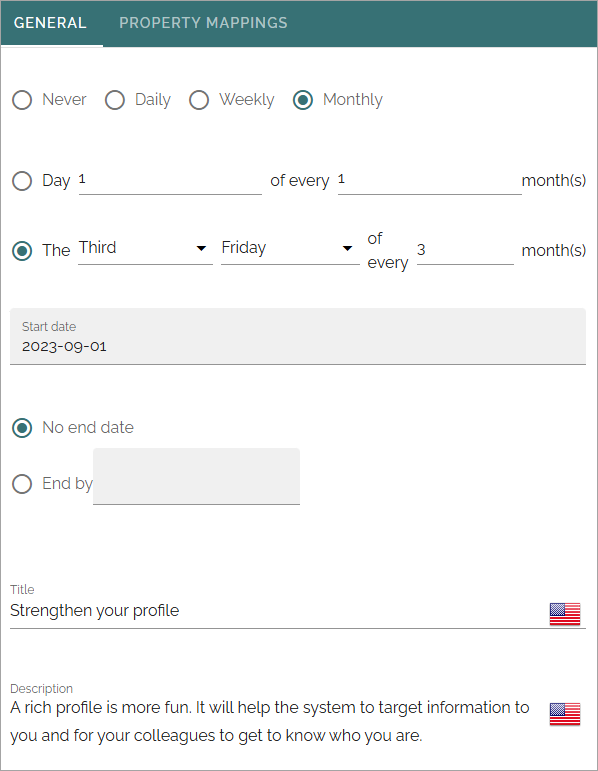 GENERAL PROPERTY MAPPINGS
Never Daily Weekly Monthly
Day 1 of every 1 month(s)
The Third Friday of every 3 month(s)
Start date
2023-09-01
No end date
End by
Title
Strengthen your profile
Description
A rich profile is more fun. It will help the system to target information to
you and for your colleagues to get to know who you are.